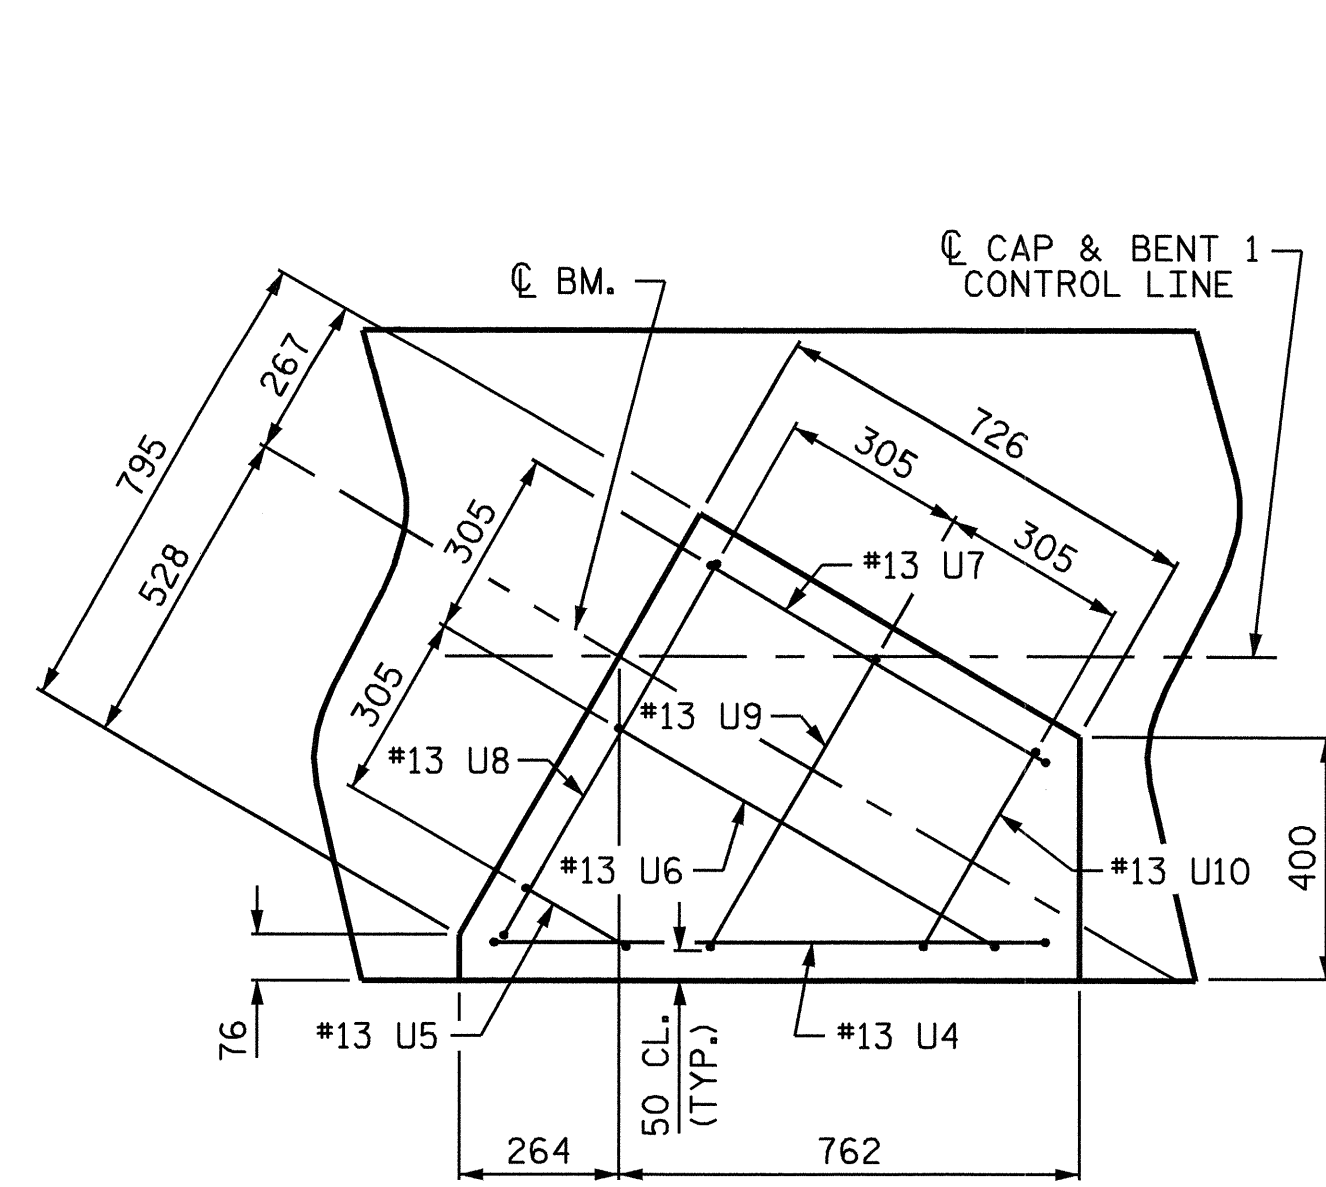 ℄ CAP & BENT 1
CONTROL LINE
℄ BM.
267
795
528
726
305
305
305
305
#13 U7
#13 U9
#13 U8
#13 U6
#13 U10
400
76
#13 U5
#13 U4
50 CL.
(TYP.)
264
762